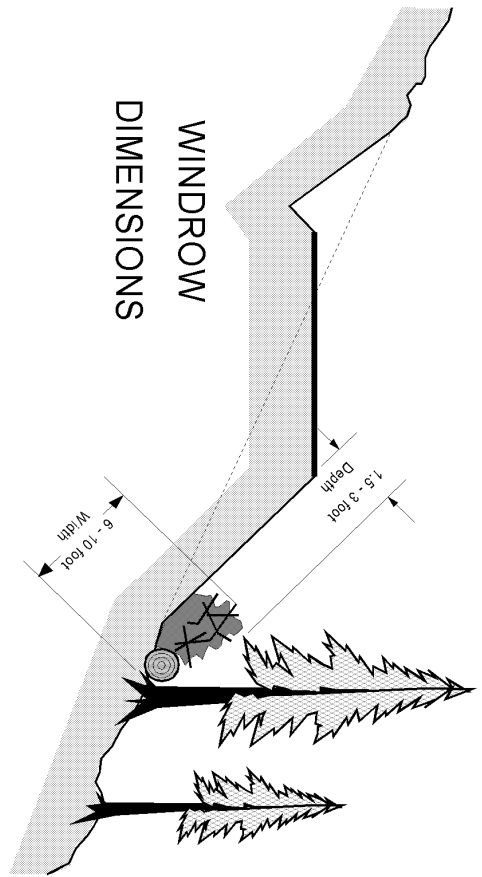 WINDROW
DIMENSIONS
1.5 - 3 foot
Depth
6 - 10 foot
Width